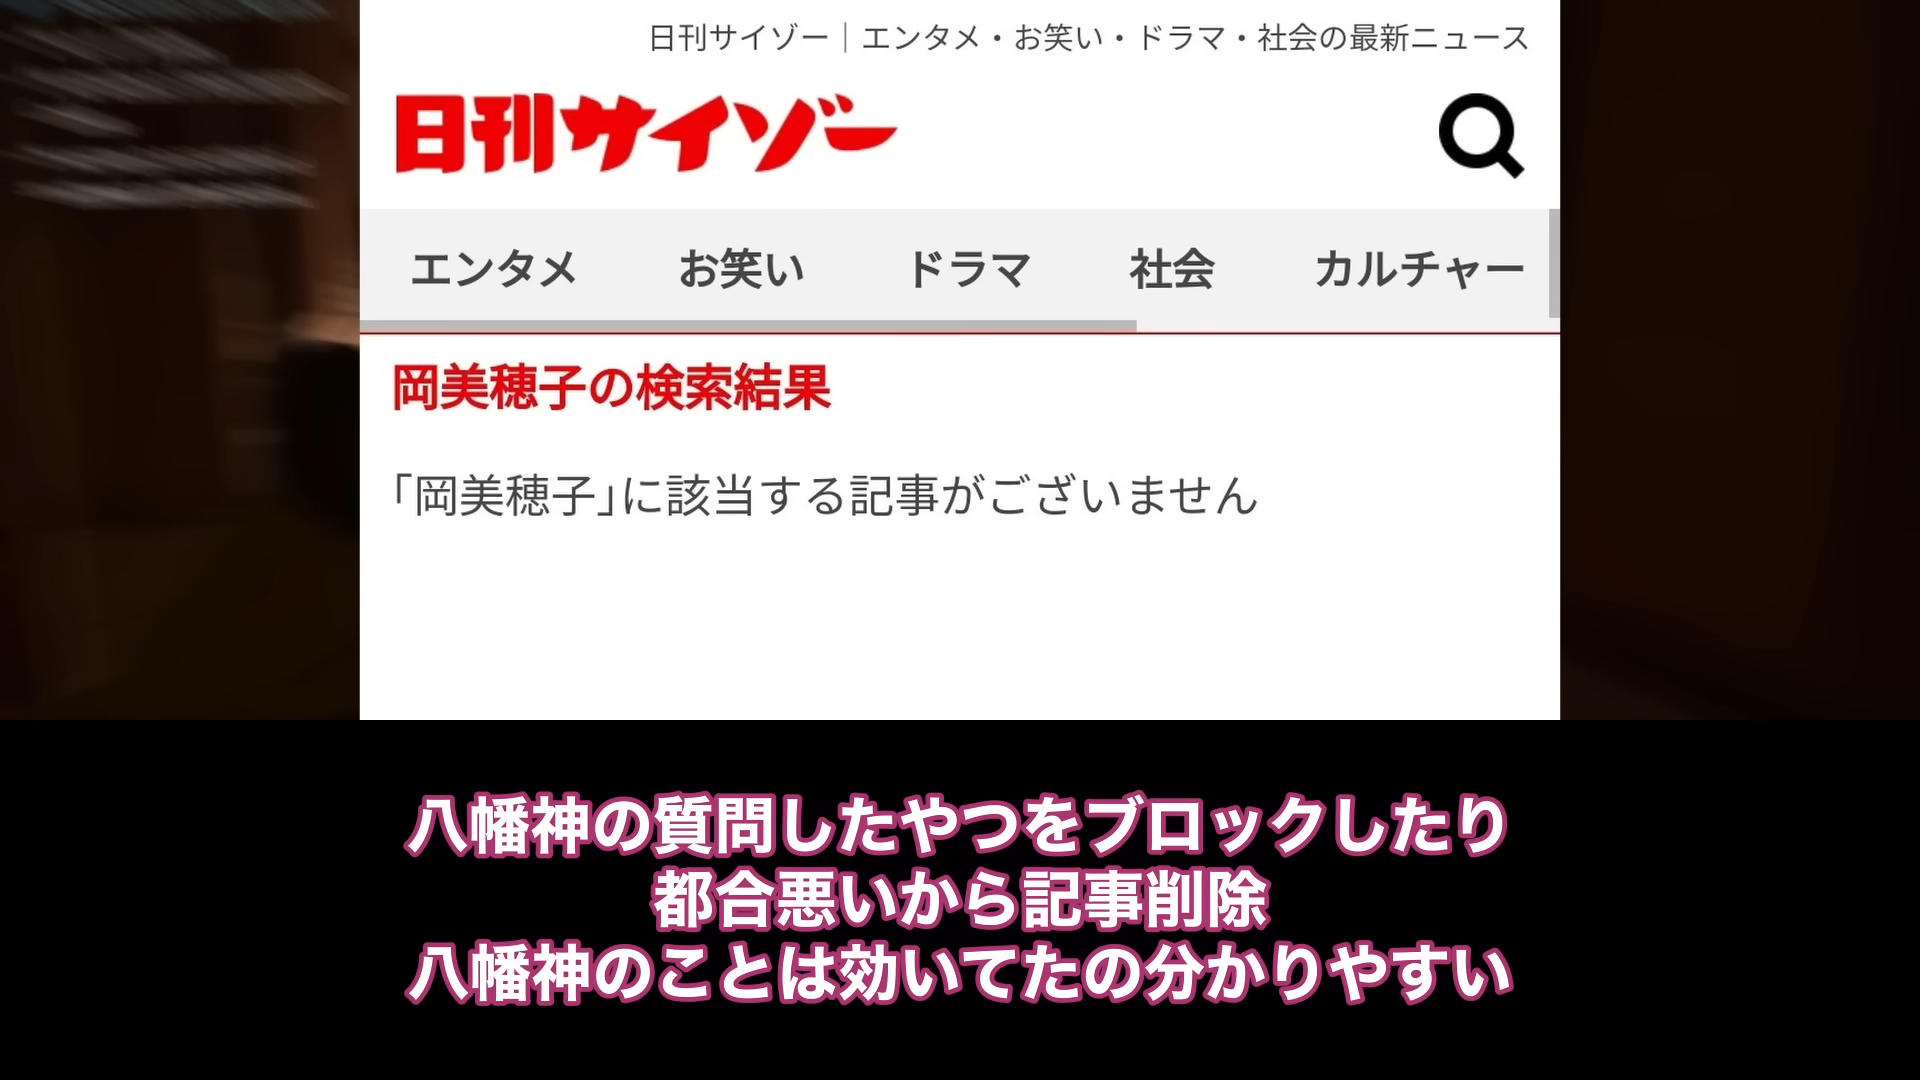 日刊サイゾー｜エンタメ・お笑い・ドラマ・社会の最新ニュース
日刊サイゾー
エンタメ お笑い ドラマ 社会 カルチャー
岡美穂子の検索結果
「岡美穂子」に該当する記事がございません
八幡神の質問したやつをブロックしたり
都合悪いから記事削除
八幡神のことは効いてたの分かりやすい